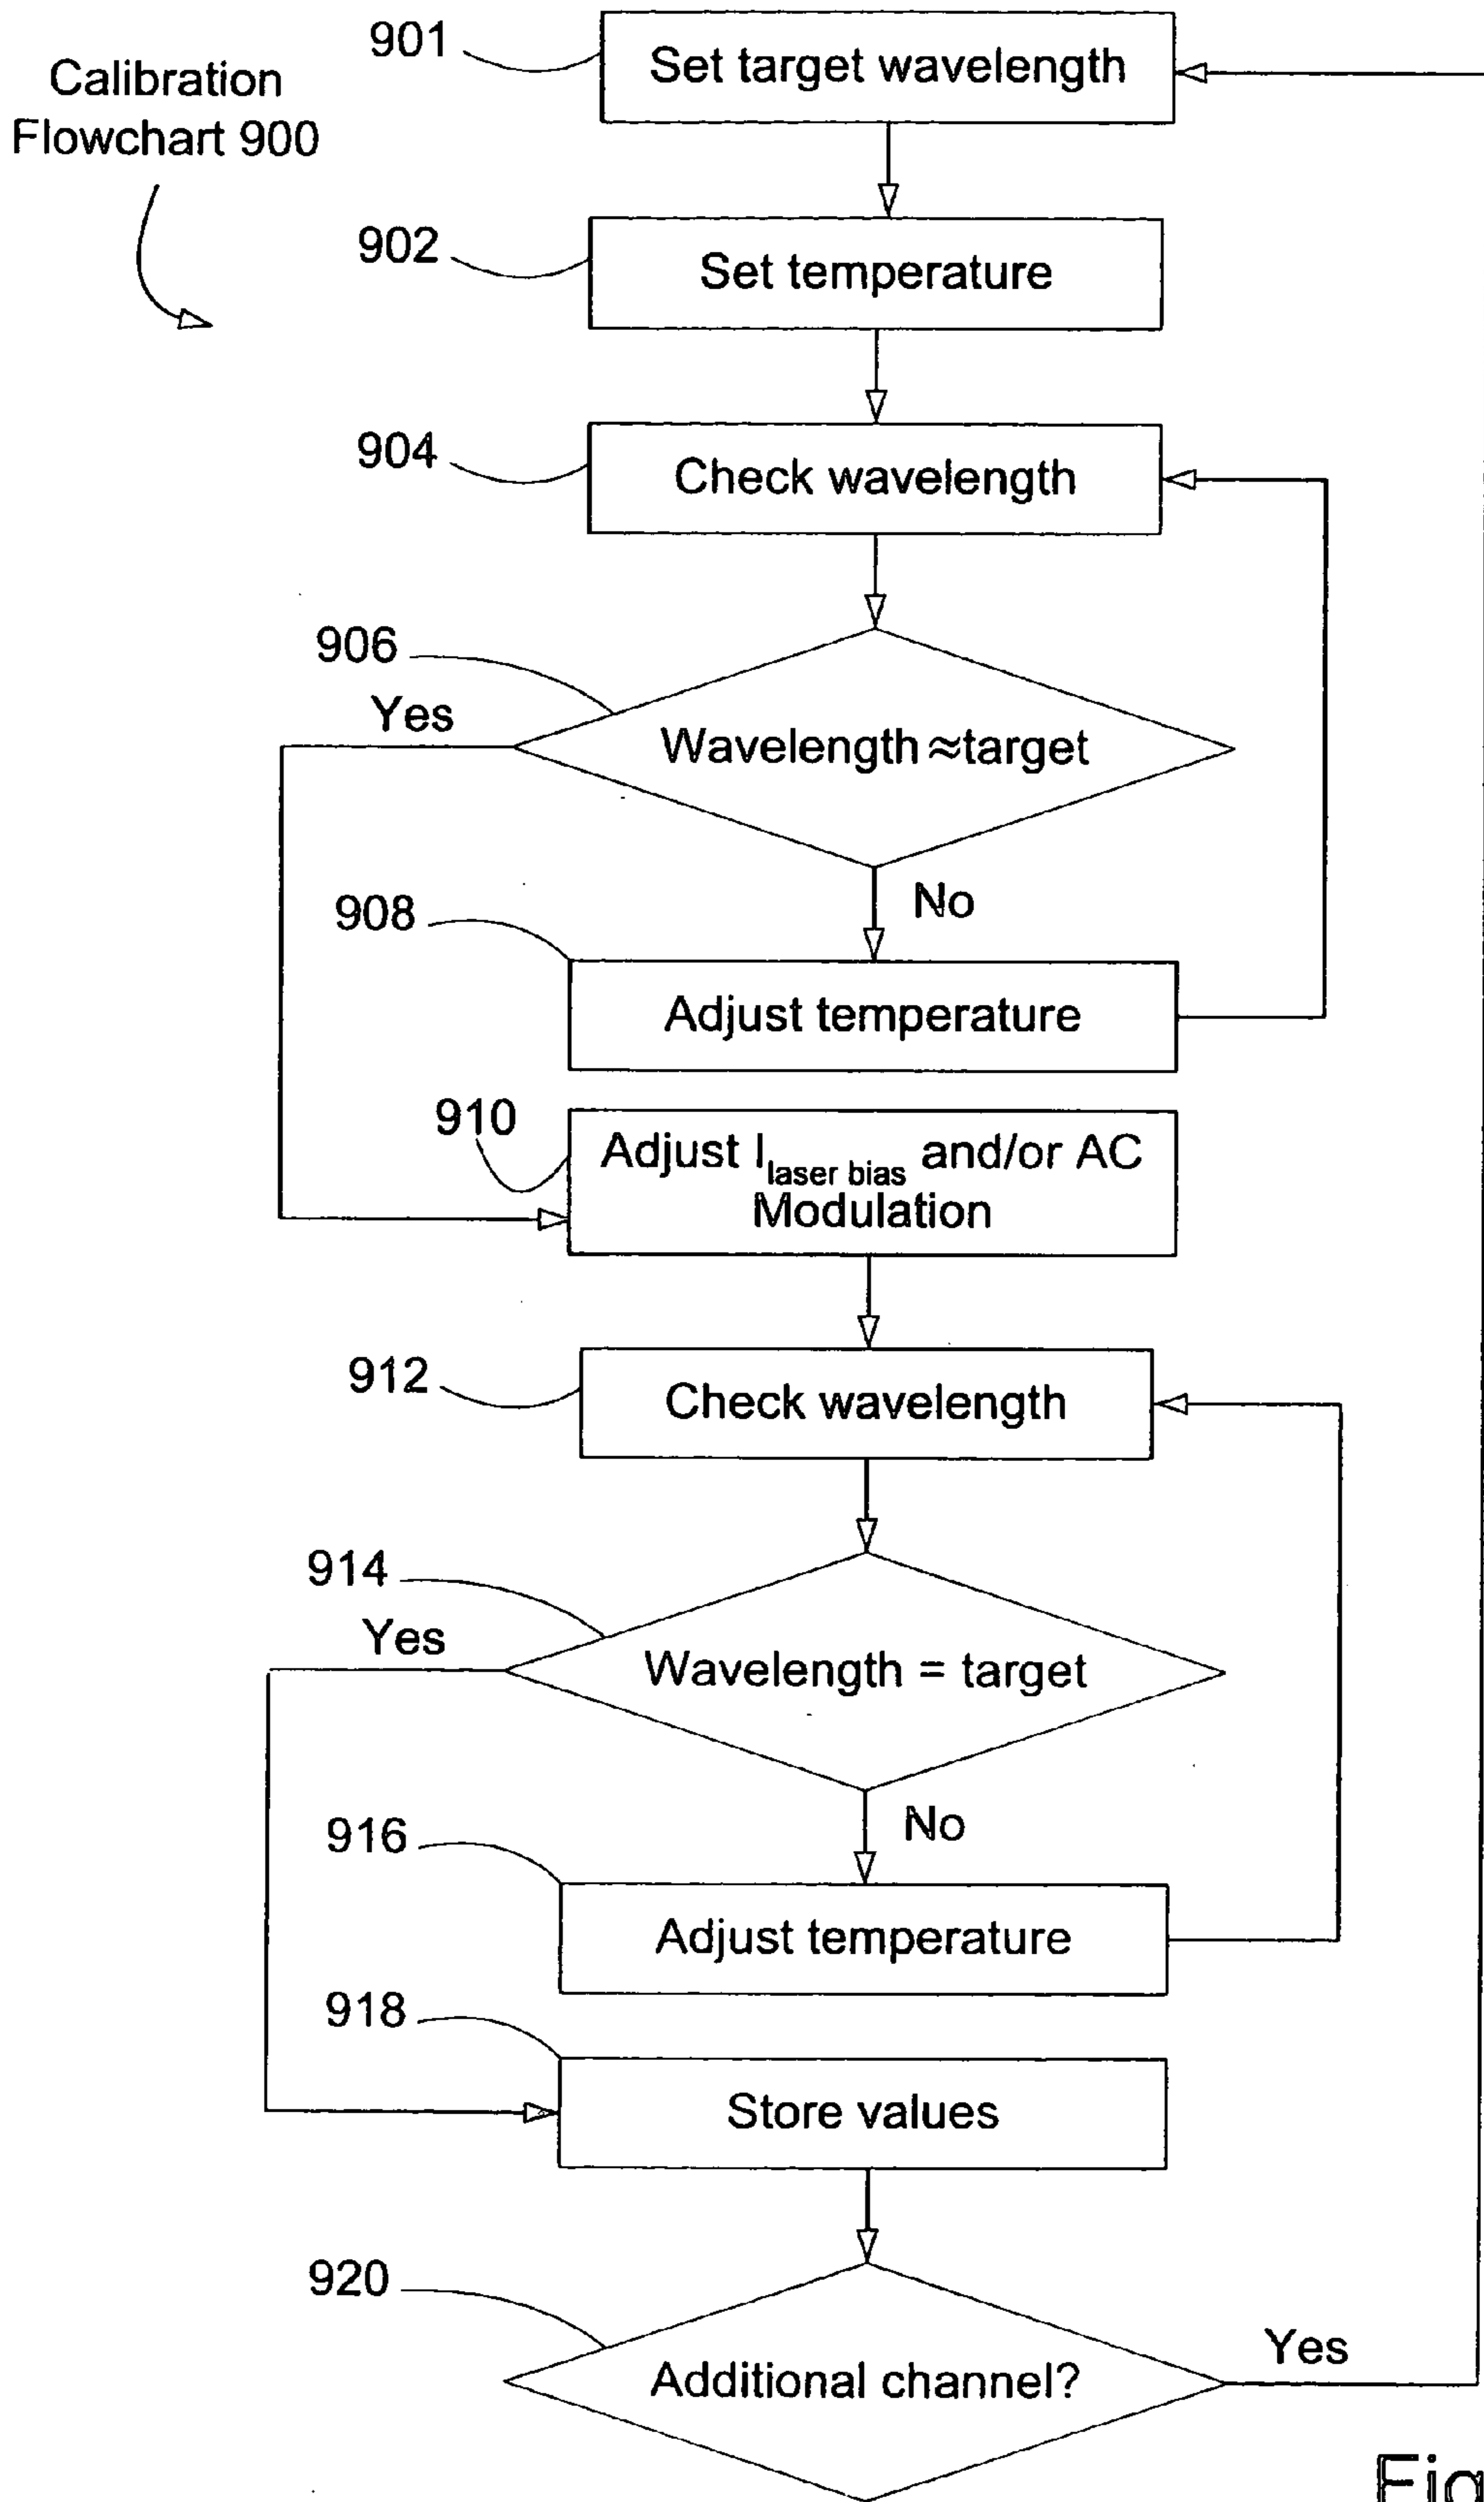 901
Set target wavelength
Calibration
Flowchart 900
902
Set temperature
904
Check wavelength
906
Yes
Wavelength ≈ target
No
908
Adjust temperature
910
Adjust I laser bias and/or AC
Modulation
912
Check wavelength
914
Yes
Wavelength = target
No
916
Adjust temperature
918
Store values
920
Yes
Additional channel?
Fig